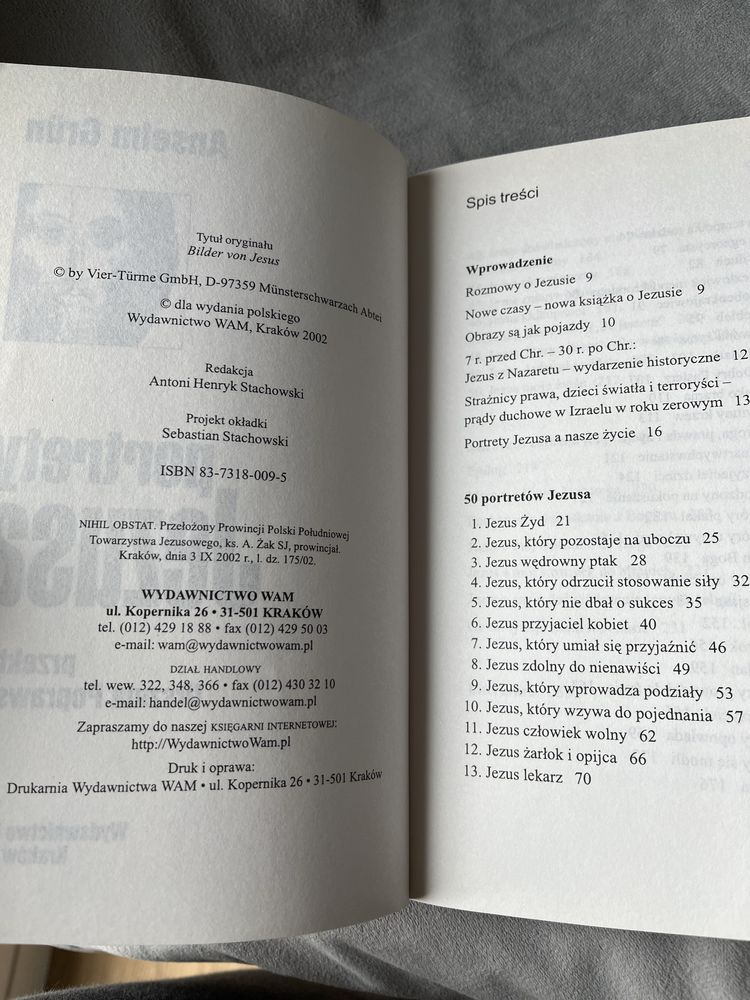 Tytuł oryginału
Bilder von Jesus
© by Vier-Türme GmbH, D-97359 Münsterschwarzach Abtei
© dla wydania polskiego
Wydawnictwo WAM, Kraków 2002
Redakcja
Antoni Henryk Stachowski
Projekt okładki
Sebastian Stachowski
ISBN 83-7318-009-5
NIHIL OBSTAT. Przełożony Prowincji Polski Południowej
Towarzystwa Jezusowego, ks. A. Żak SJ, prowincjał.
Kraków, dnia 3 IX 2002 r., l. dz. 175/02.
WYDAWNICTWO WAM
ul. Kopernika 26 • 31-501 KRAKÓW
tel. (012) 429 18 88 • fax (012) 429 50 03
e-mail: wam@wydawnictwowam.pl
DZIAŁ HANDLOWY
tel. wew. 322, 348, 366 • fax (012) 430 32 10
e-mail: handel@wydawnictwowam.pl
Zapraszamy do naszej KSIĘGARNI INTERNETOWEJ:
http://WydawnictwoWam.pl
Druk i oprawa:
Drukarnia Wydawnictwa WAM • ul. Kopernika 26 • 31-501 Kraków
Spis treści
Wprowadzenie
Rozmowy o Jezusie 9
Nowe czasy – nowa książka o Jezusie 9
Obrazy są jak pojazdy 10
7 r. przed Chr. – 30 r. po Chr.:
Jezus z Nazaretu – wydarzenie historyczne 12
Strażnicy prawa, dzieci światła i terroryści –
prądy duchowe w Izraelu w roku zerowym 13
Portrety Jezusa a nasze życie 16
50 portretów Jezusa
1. Jezus Żyd 21
2. Jezus, który pozostaje na uboczu 25
3. Jezus wędrowny ptak 28
4. Jezus, który odrzucił stosowanie siły 32
5. Jezus, który nie dbał o sukces 35
6. Jezus przyjaciel kobiet 40
7. Jezus, który umiał się przyjaźnić 46
8. Jezus zdolny do nienawiści 49
9. Jezus, który wprowadza podziały 53
10. Jezus, który wzywa do pojednania 57
11. Jezus człowiek wolny 62
12. Jezus żarłok i opijca 66
13. Jezus lekarz 70